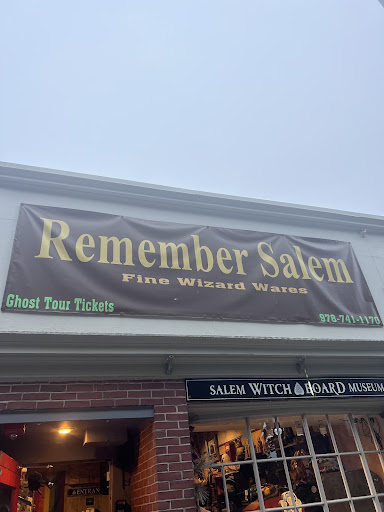 Remember Salem
Fine Wizard Wares
Ghost Tour Tickets
978-741-1170
SALEM WITCH BOARD MUSEUM